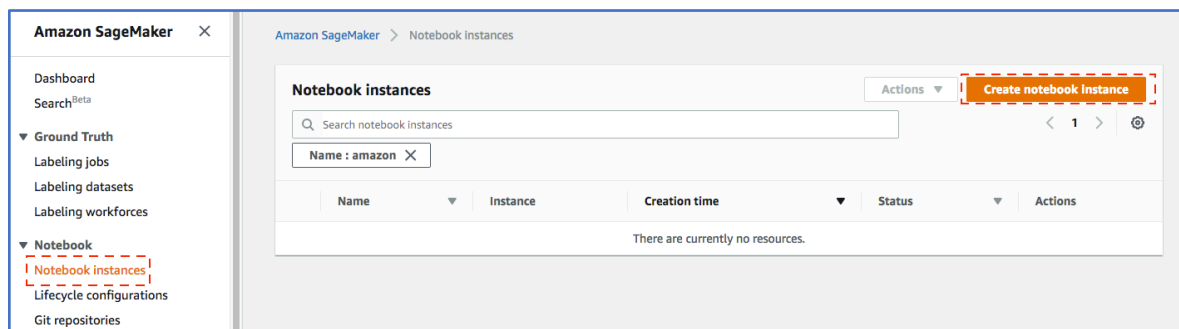 Amazon SageMaker
Dashboard
Search Beta
Ground Truth
Labeling jobs
Labeling datasets
Labeling workforces
Notebook
Notebook instances
Lifecycle configurations
Git repositories
Amazon SageMaker > Notebook instances
Notebook instances
Actions
Create notebook instance
Search notebook instances
< 1 >
Name : amazon
Name Instance Creation time Status Actions
There are currently no resources.